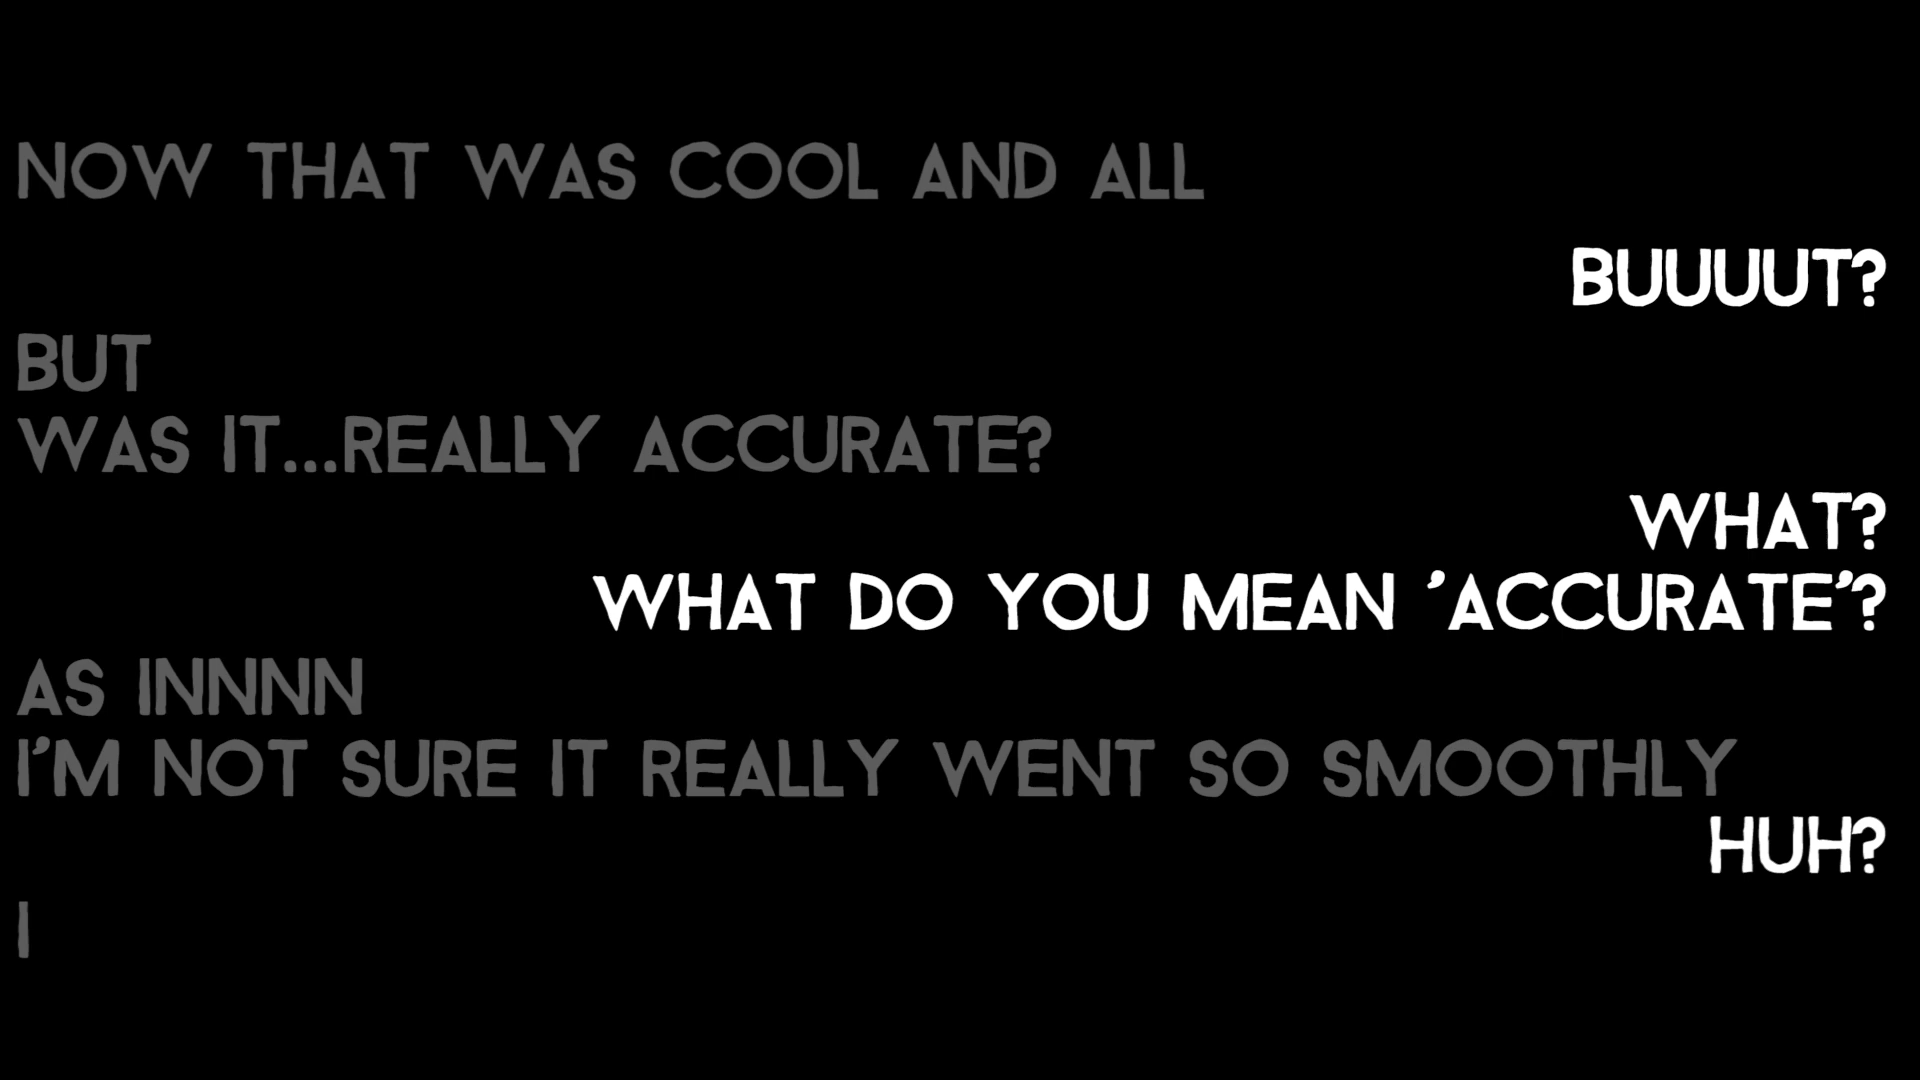 NOW THAT WAS COOL AND ALL
BUUUUT?
BUT
WAS IT...REALLY ACCURATE?
WHAT?
WHAT DO YOU MEAN 'ACCURATE'?
AS INNNN
I'M NOT SURE IT REALLY WENT SO SMOOTHLY
HUH?
I